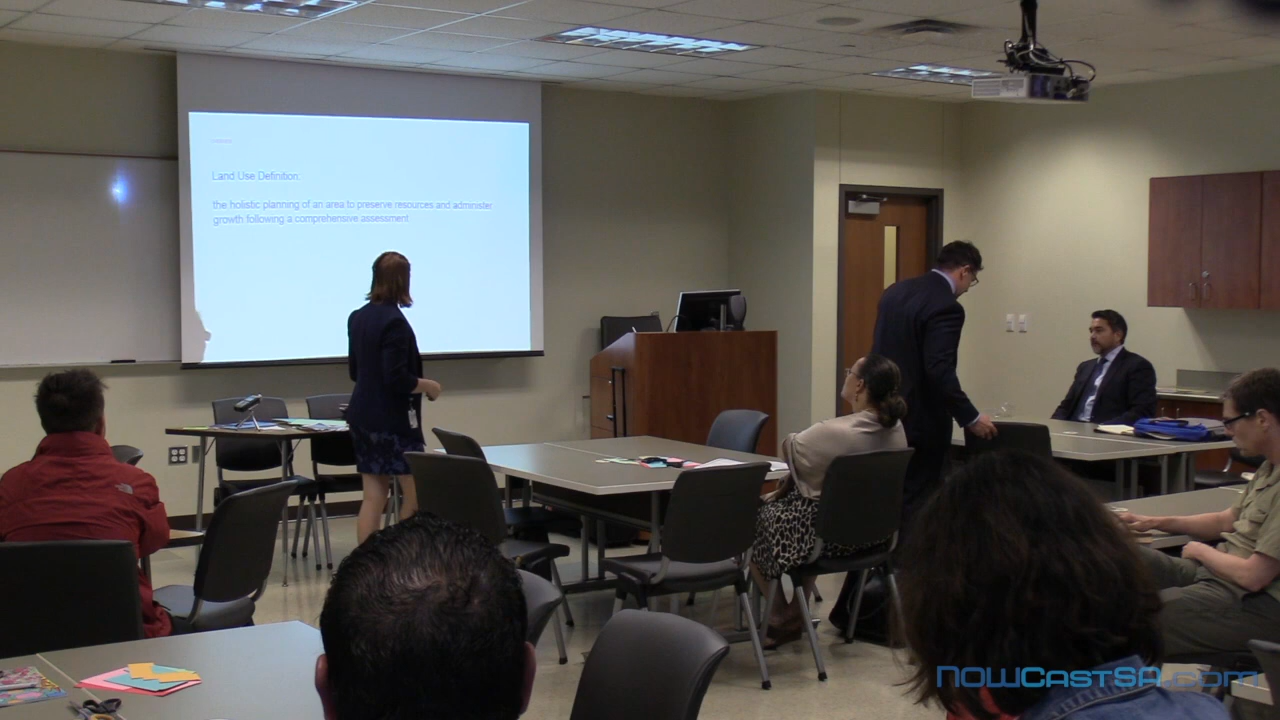 Land Use Definition:
the holistic planning of an area to preserve resources and administer
growth following a comprehensive assessment
NOWCastSA.com